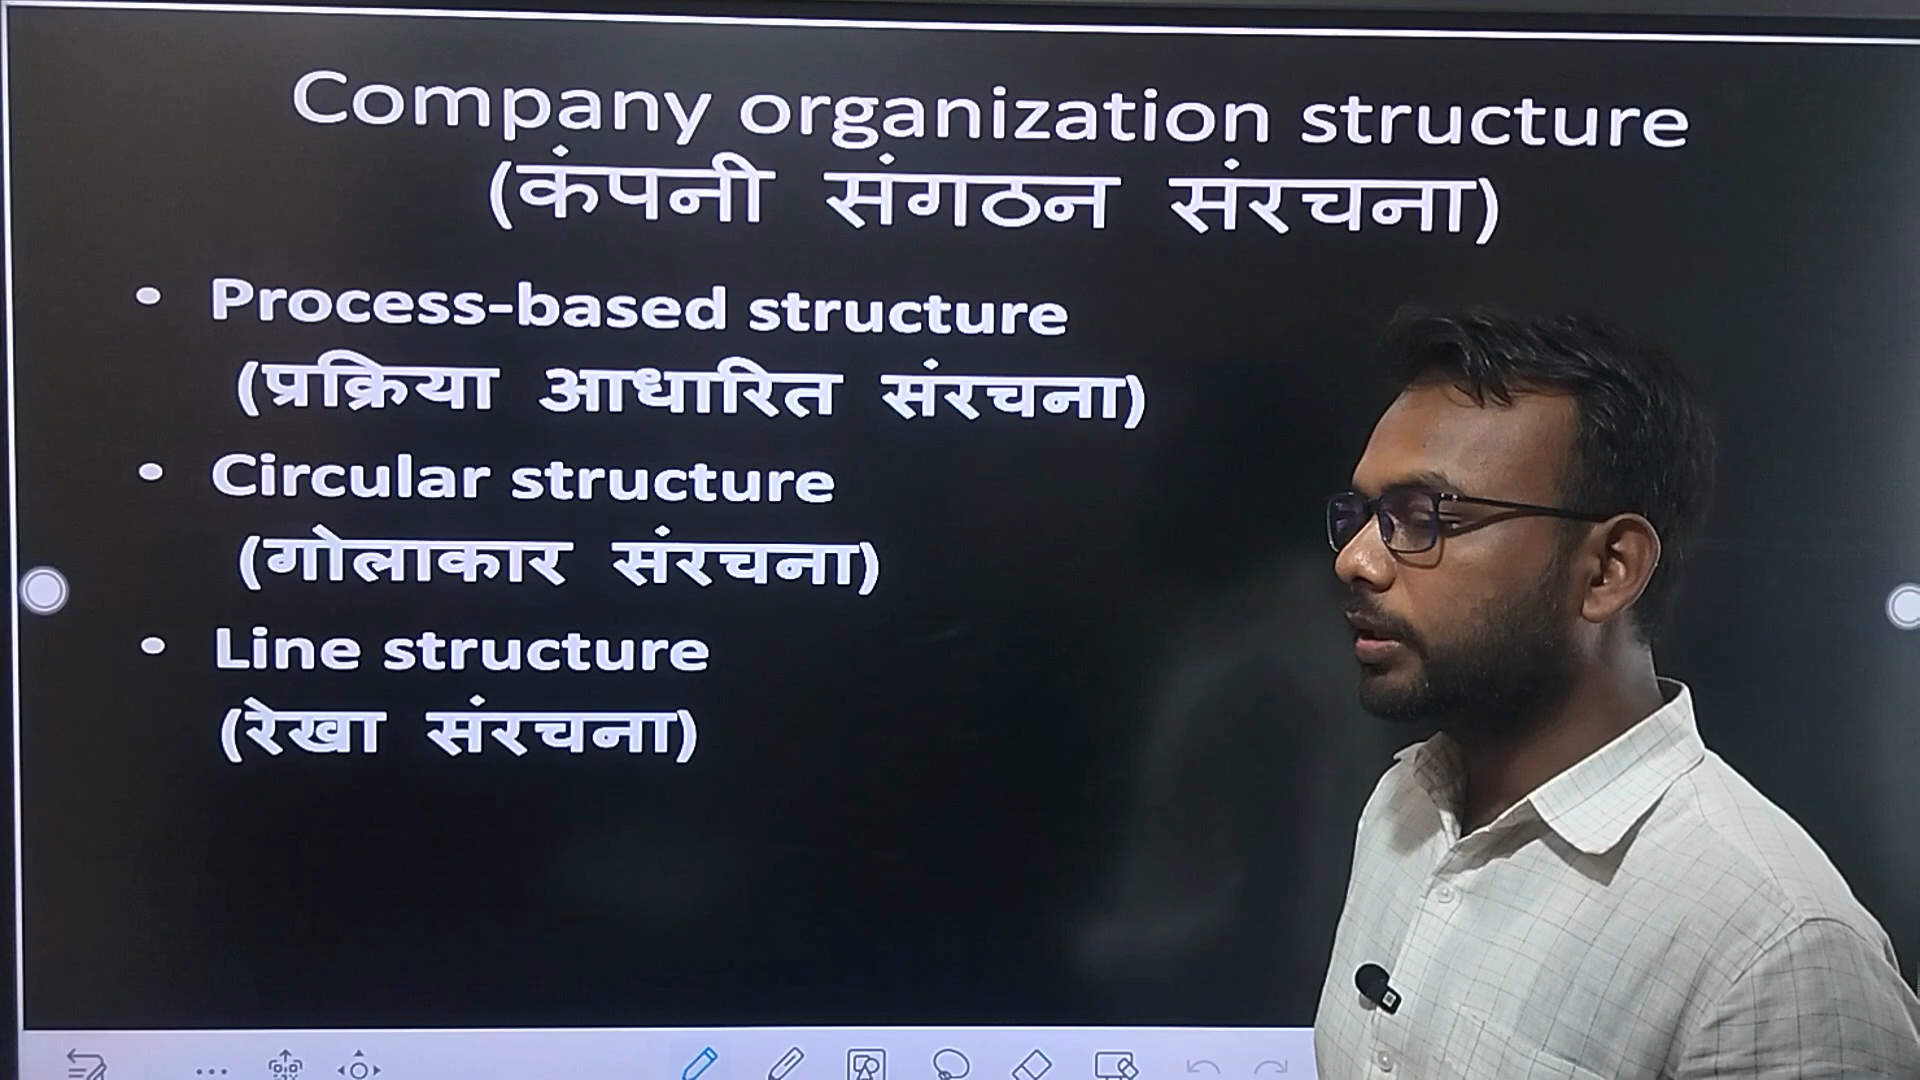 Company organization structure
(कंपनी संगठन संरचना)
• Process-based structure
(प्रक्रिया आधारित संरचना)
• Circular structure
(गोलाकार संरचना)
• Line structure
(रेखा संरचना)